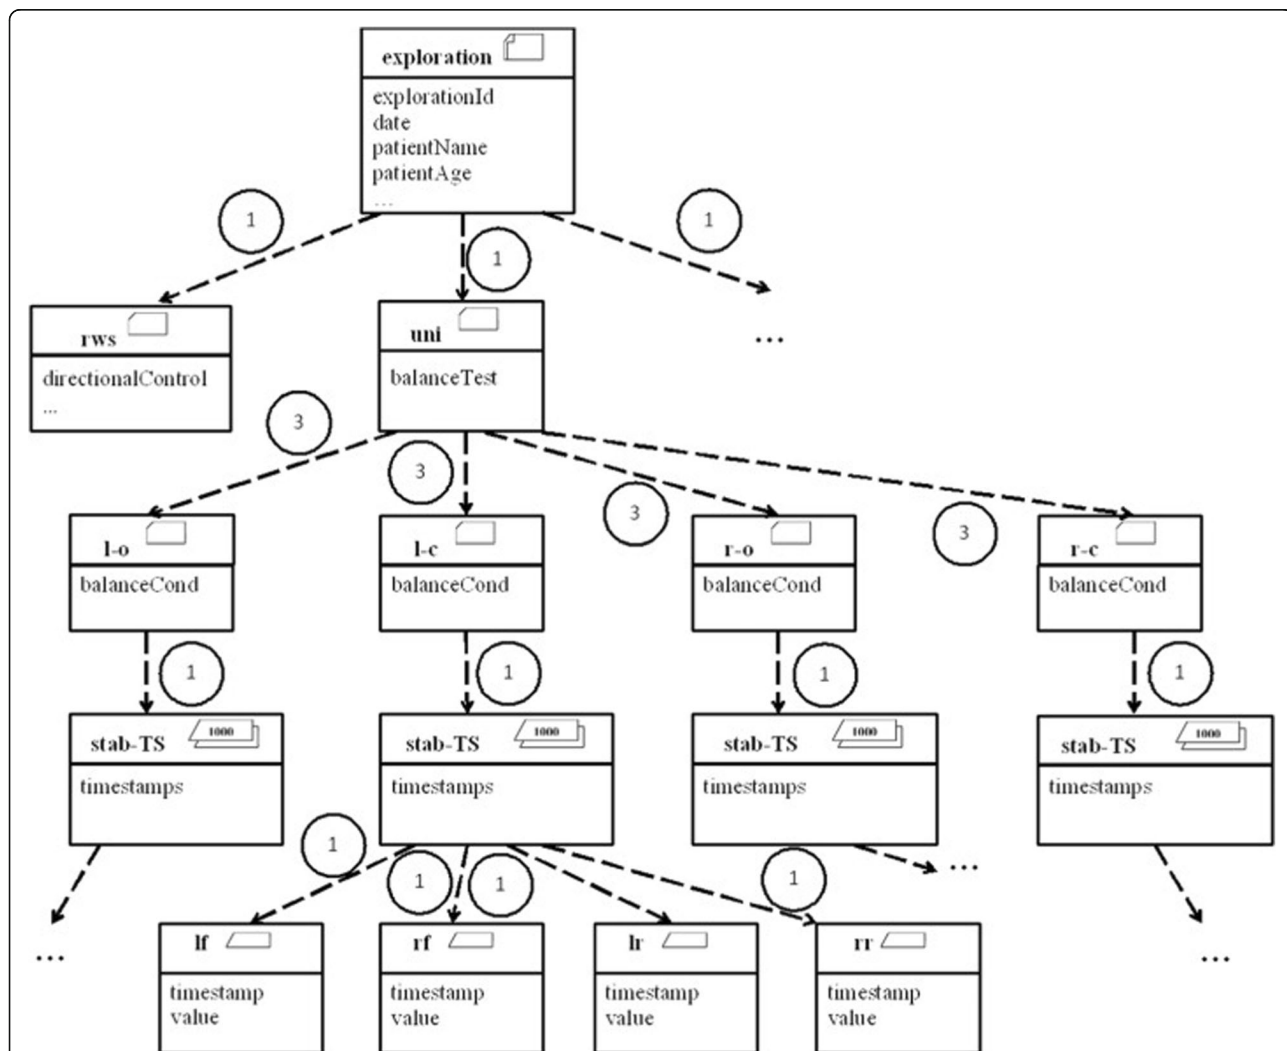 exploration
explorationId
date
patientName
patientAge
...
1
1
1
rws
directionalControl
...
uni
balanceTest
...
3
3
3
3
l-o
balanceCond
l-c
balanceCond
r-o
balanceCond
r-c
balanceCond
1
1
1
1
stab-TS
1000
timestamps
stab-TS
1000
timestamps
stab-TS
1000
timestamps
stab-TS
1000
timestamps
1
1
1
1
...
...
...
lf
timestamp
value
rf
timestamp
value
lr
timestamp
value
rr
timestamp
value